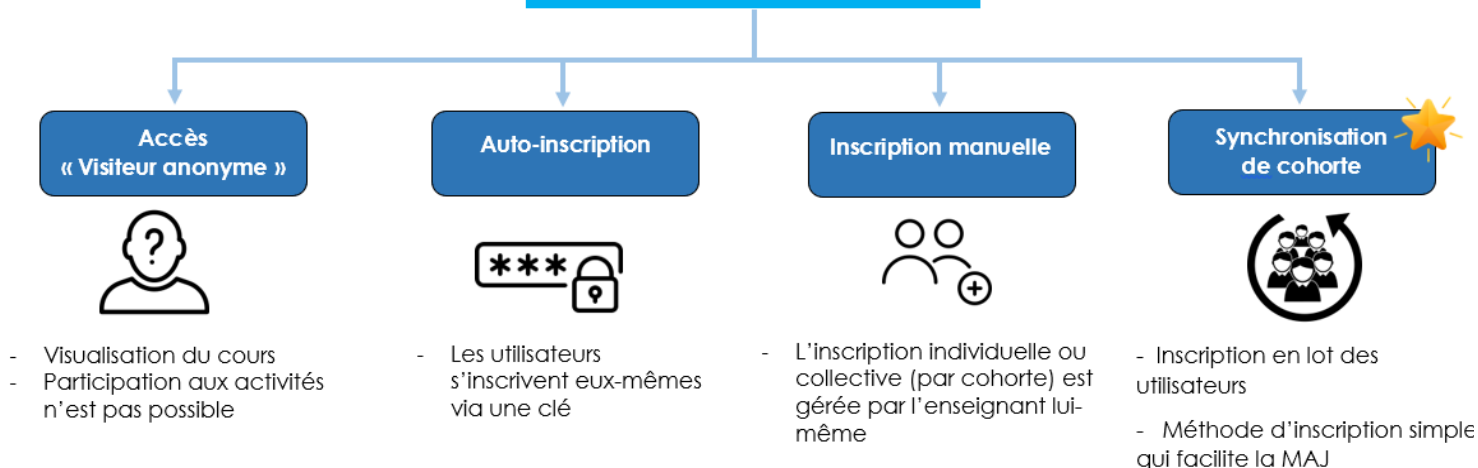 Accès
« Visiteur anonyme »
?
- Visualisation du cours
- Participation aux activités
n’est pas possible
Auto-inscription
***
- Les utilisateurs
s’inscrivent eux-mêmes
via une clé
Inscription manuelle
- L’inscription individuelle ou
collective (par cohorte) est
gérée par l’enseignant lui-
même
Synchronisation
de cohorte
- Inscription en lot des
utilisateurs
- Méthode d’inscription simple
qui facilite la MAJ